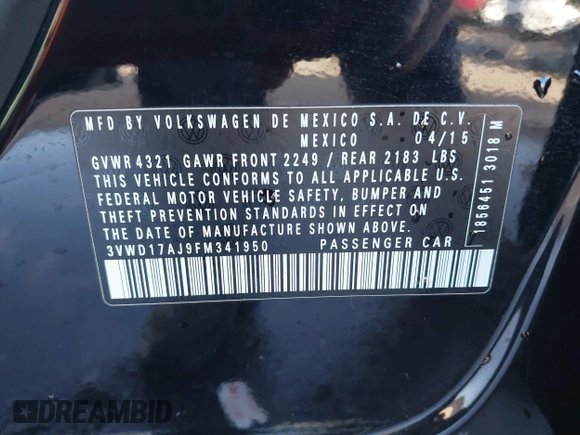 MFD BY VOLKSWAGEN DE MEXICO S.A. DE C.V.
MEXICO 04/15
GVWR 4321 GAWR FRONT 2249 / REAR 2183 LBS
THIS VEHICLE CONFORMS TO ALL APPLICABLE U.S.
FEDERAL MOTOR VEHICLE SAFETY, BUMPER AND
THEFT PREVENTION STANDARDS IN EFFECT ON
THE DATE OF MANUFACTURE SHOWN ABOVE.
3VWD17AJ9FM341950 PASSENGER CAR
1856451 3018 M
DREAMBID